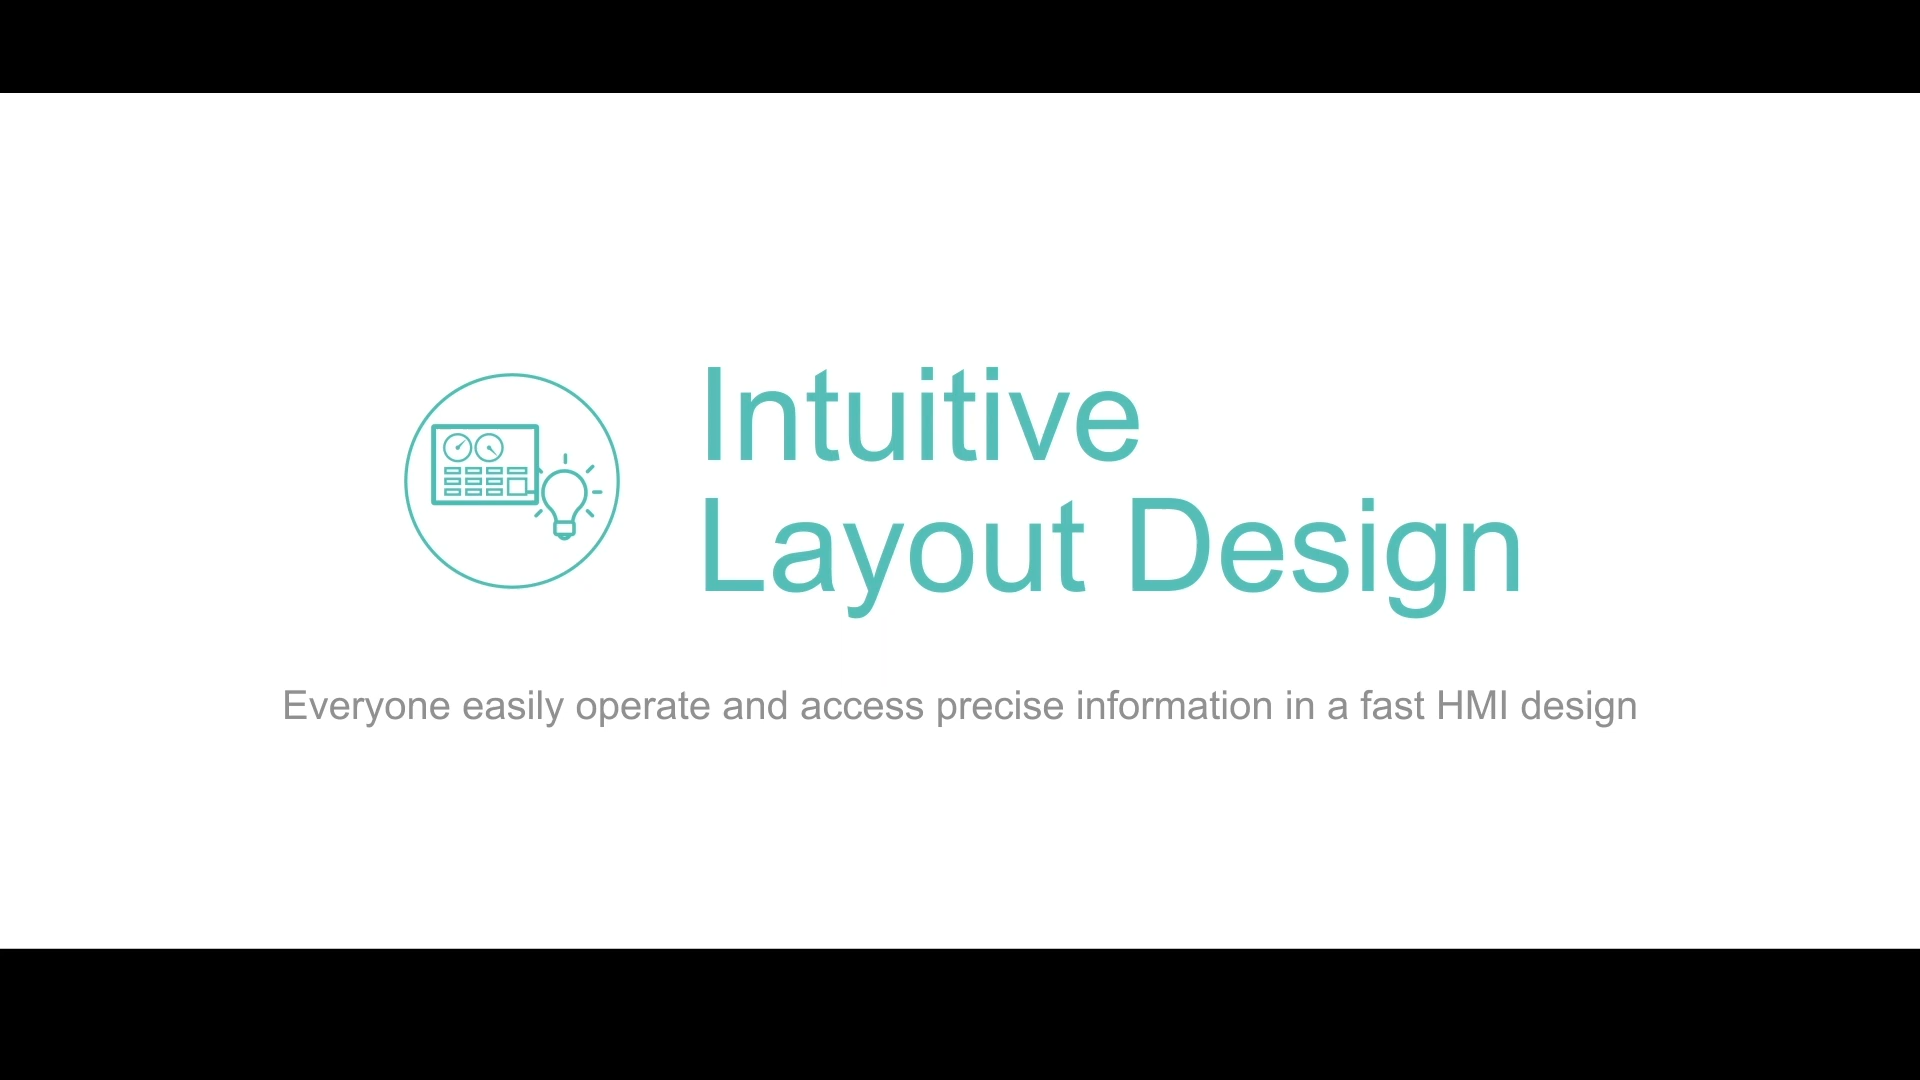 Intuitive
Layout Design
Everyone easily operate and access precise information in a fast HMI design